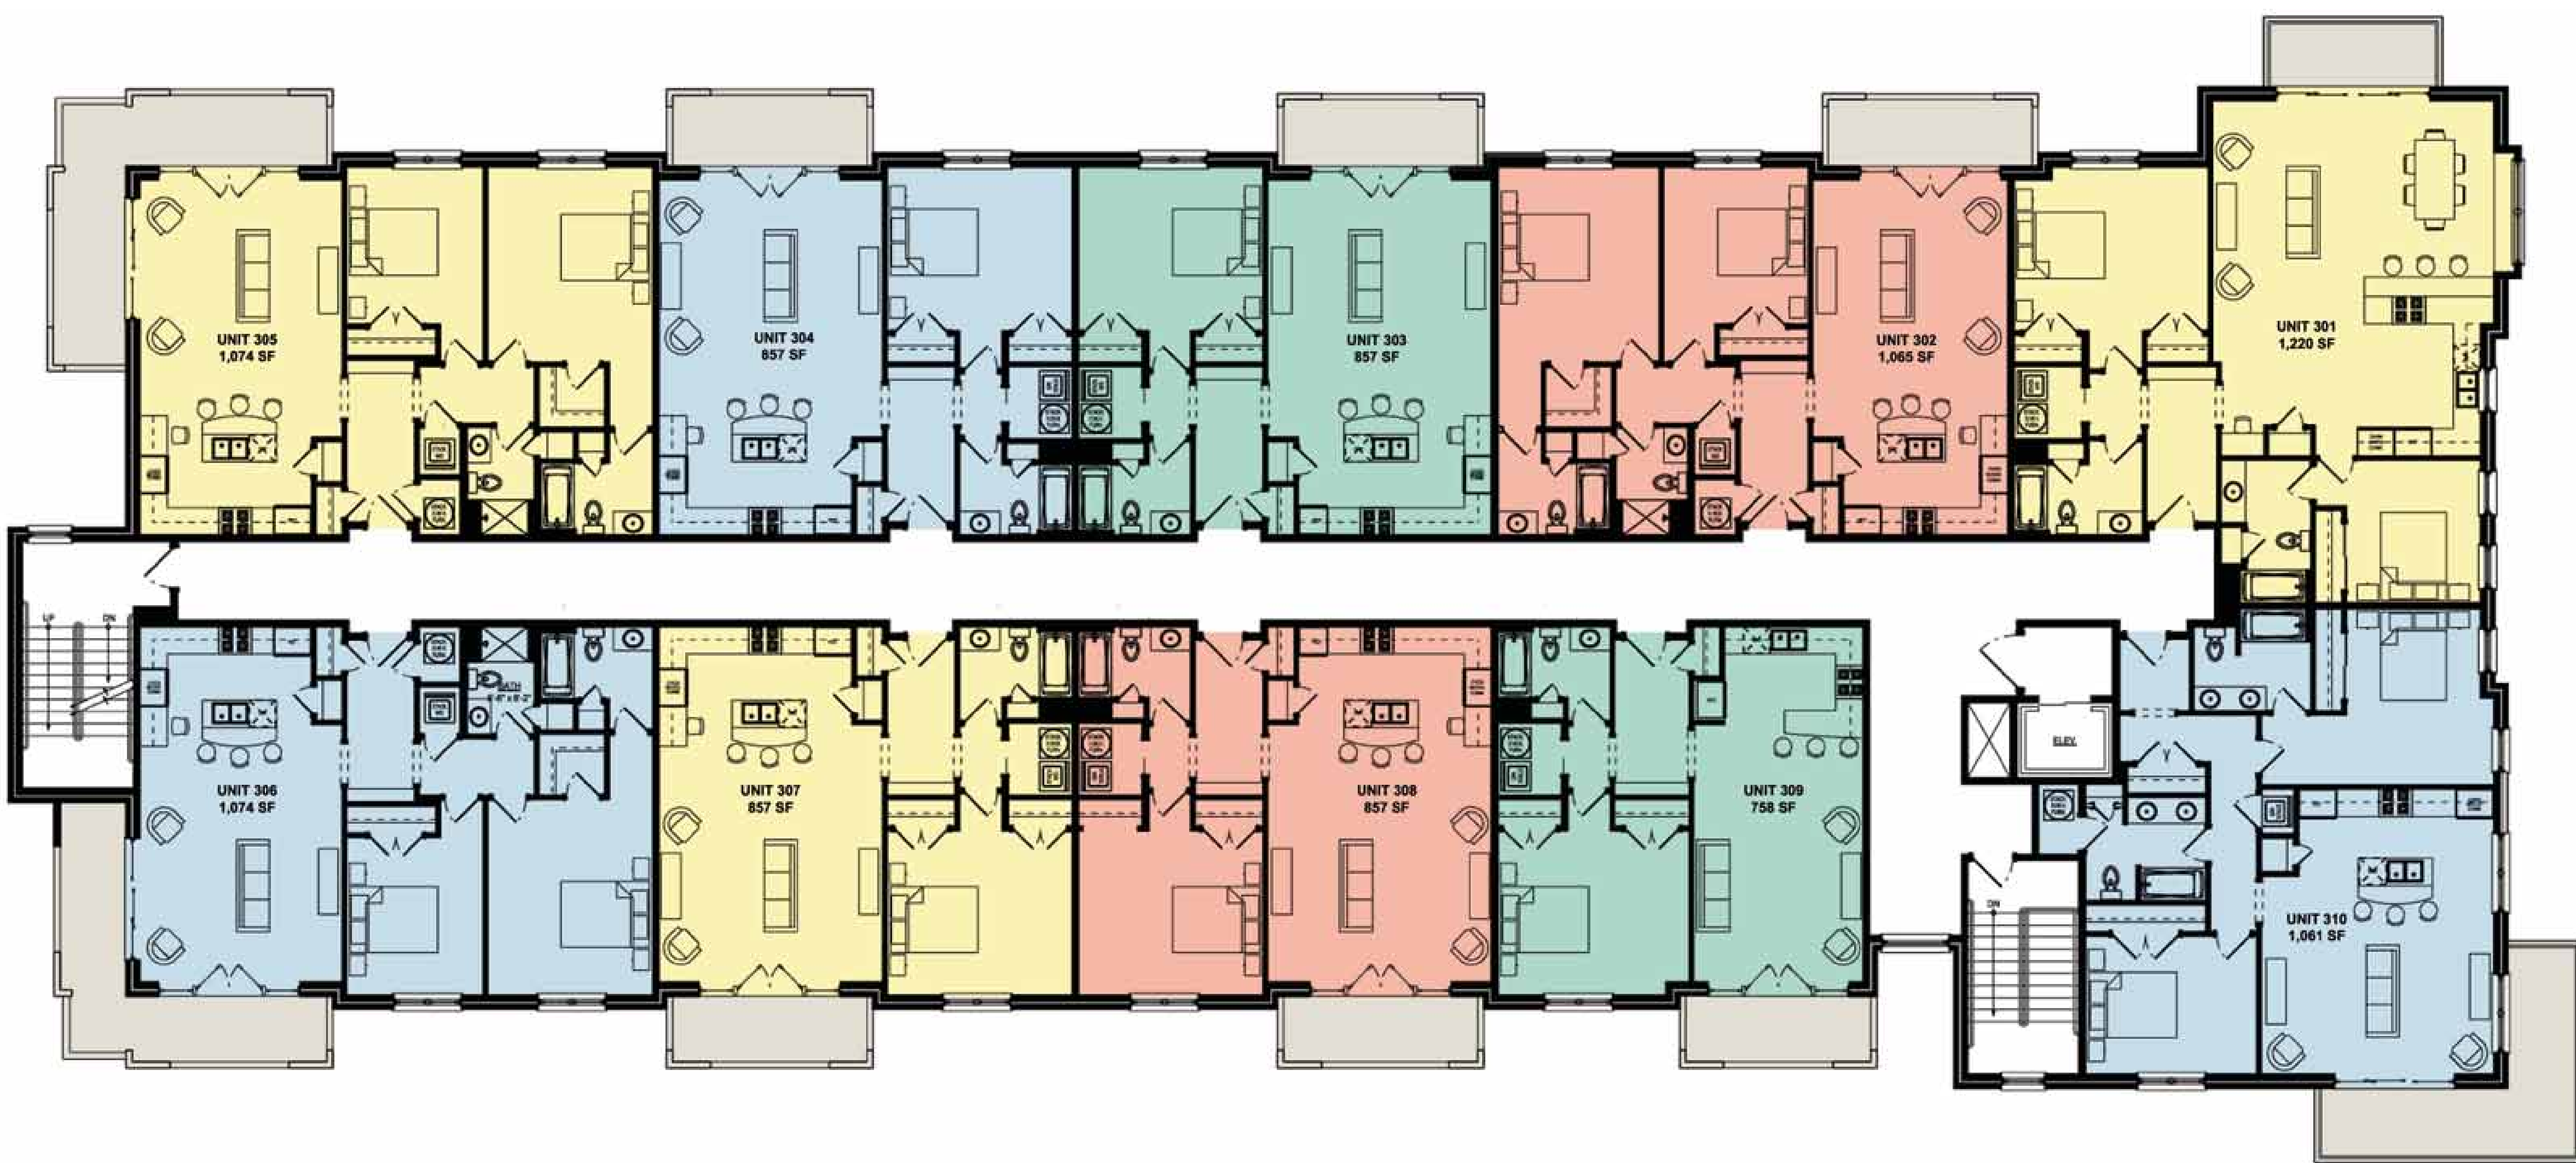 UNIT 305
1,074 SF
UNIT 304
857 SF
UNIT 303
857 SF
UNIT 302
1,065 SF
UNIT 301
1,220 SF
UP
DN
BATH
UNIT 306
1,074 SF
UNIT 307
857 SF
UNIT 308
857 SF
UNIT 309
758 SF
ELEV.
DN
UNIT 310
1,061 SF